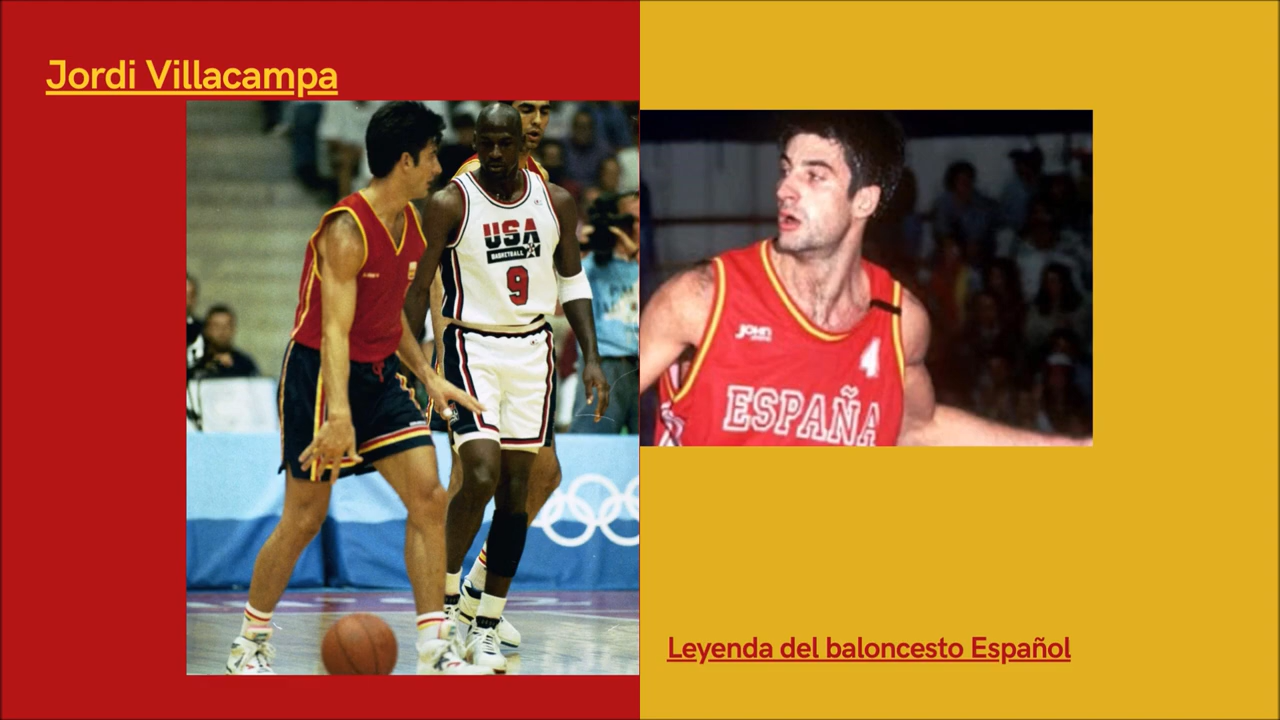 Jordi Villacampa
USA
BASKETBALL
9
JOHN
4
ESPAÑA
Leyenda del baloncesto Español